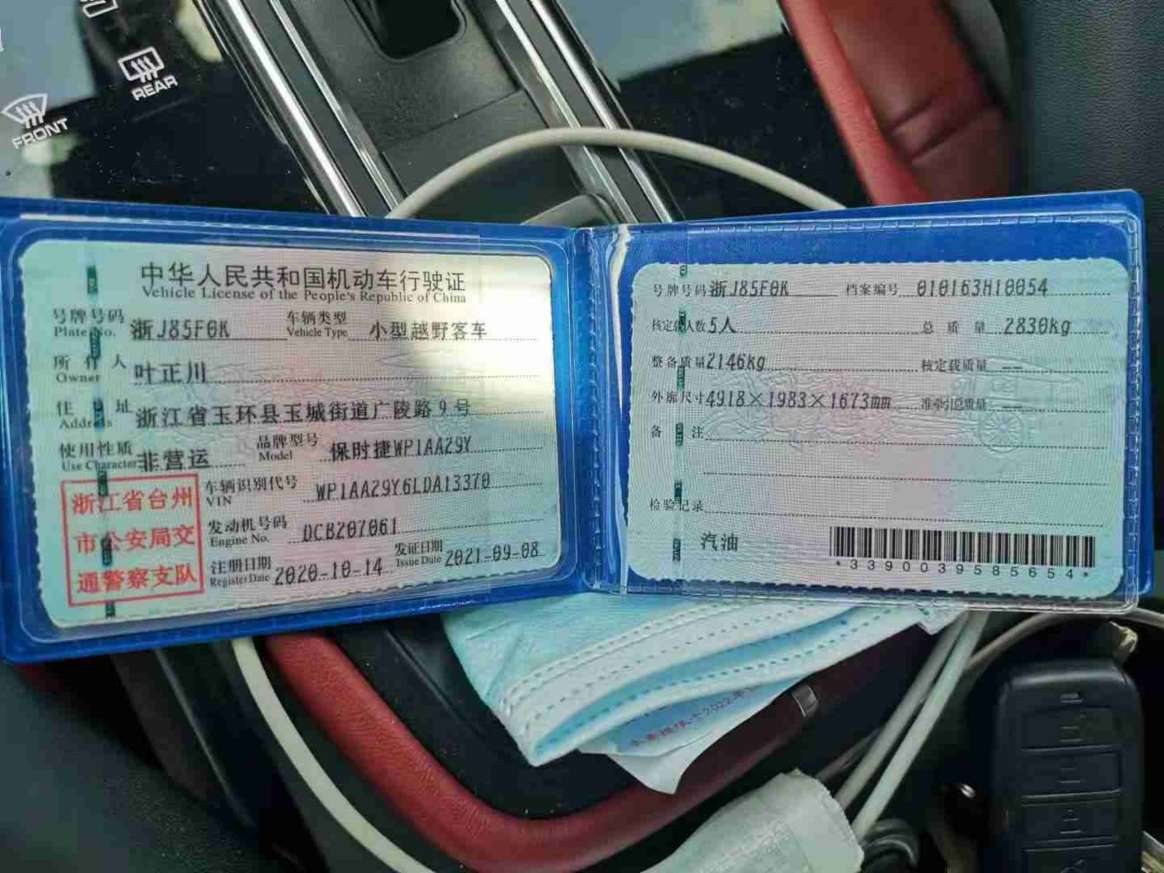 REAR
FRONT
中华人民共和国机动车行驶证
Vehicle License of the People's Republic of China
号牌号码 浙J85F0K 车辆类型 小型越野客车
Plate No. Vehicle Type
所有人 叶正川
Owner
住址 浙江省玉环县玉城街道广陵路9号
Address
使用性质 非营运 品牌型号 保时捷WP1AA29Y
Use Character Model
浙江省台州
市公安局交
通警察支队
车辆识别代号 WP1AA29Y6LDA13370
VIN
发动机号码 DCB207061
Engine No.
注册日期 2020-10-14 发证日期 2021-09-08
Register Date Issue Date
号牌号码 浙J85F0K 档案编号 010163H10054
核定载人数 5人 总质量 2830kg
整备质量 2146kg 核定载质量 --
外廓尺寸 4918×1983×1673mm 准牵引总质量 --
备注
检验记录
汽油
*3390039585654*